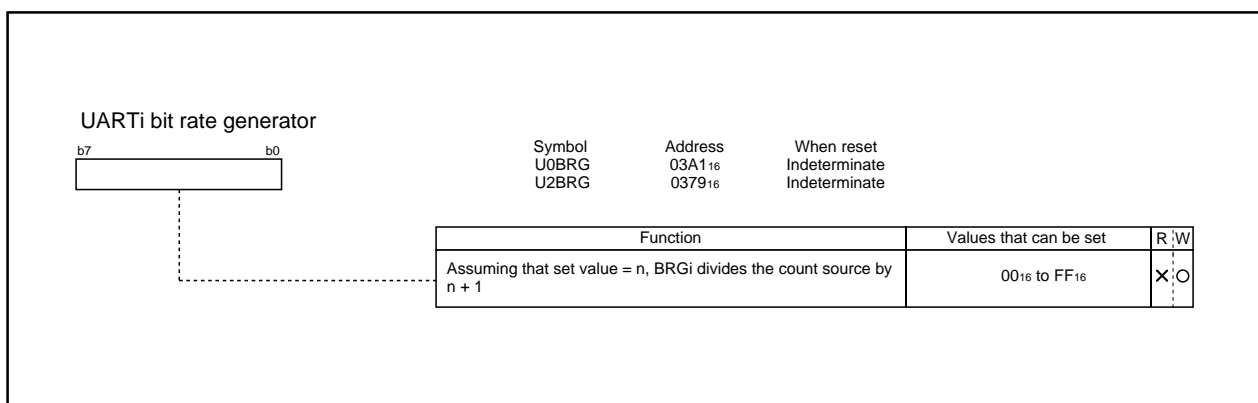 UARTi bit rate generator
b7 b0
Symbol Address When reset
U0BRG 03A116 Indeterminate
U2BRG 037916 Indeterminate
Function Values that can be set R W
Assuming that set value = n, BRGi divides the count source by
n + 1
0016 to FF16